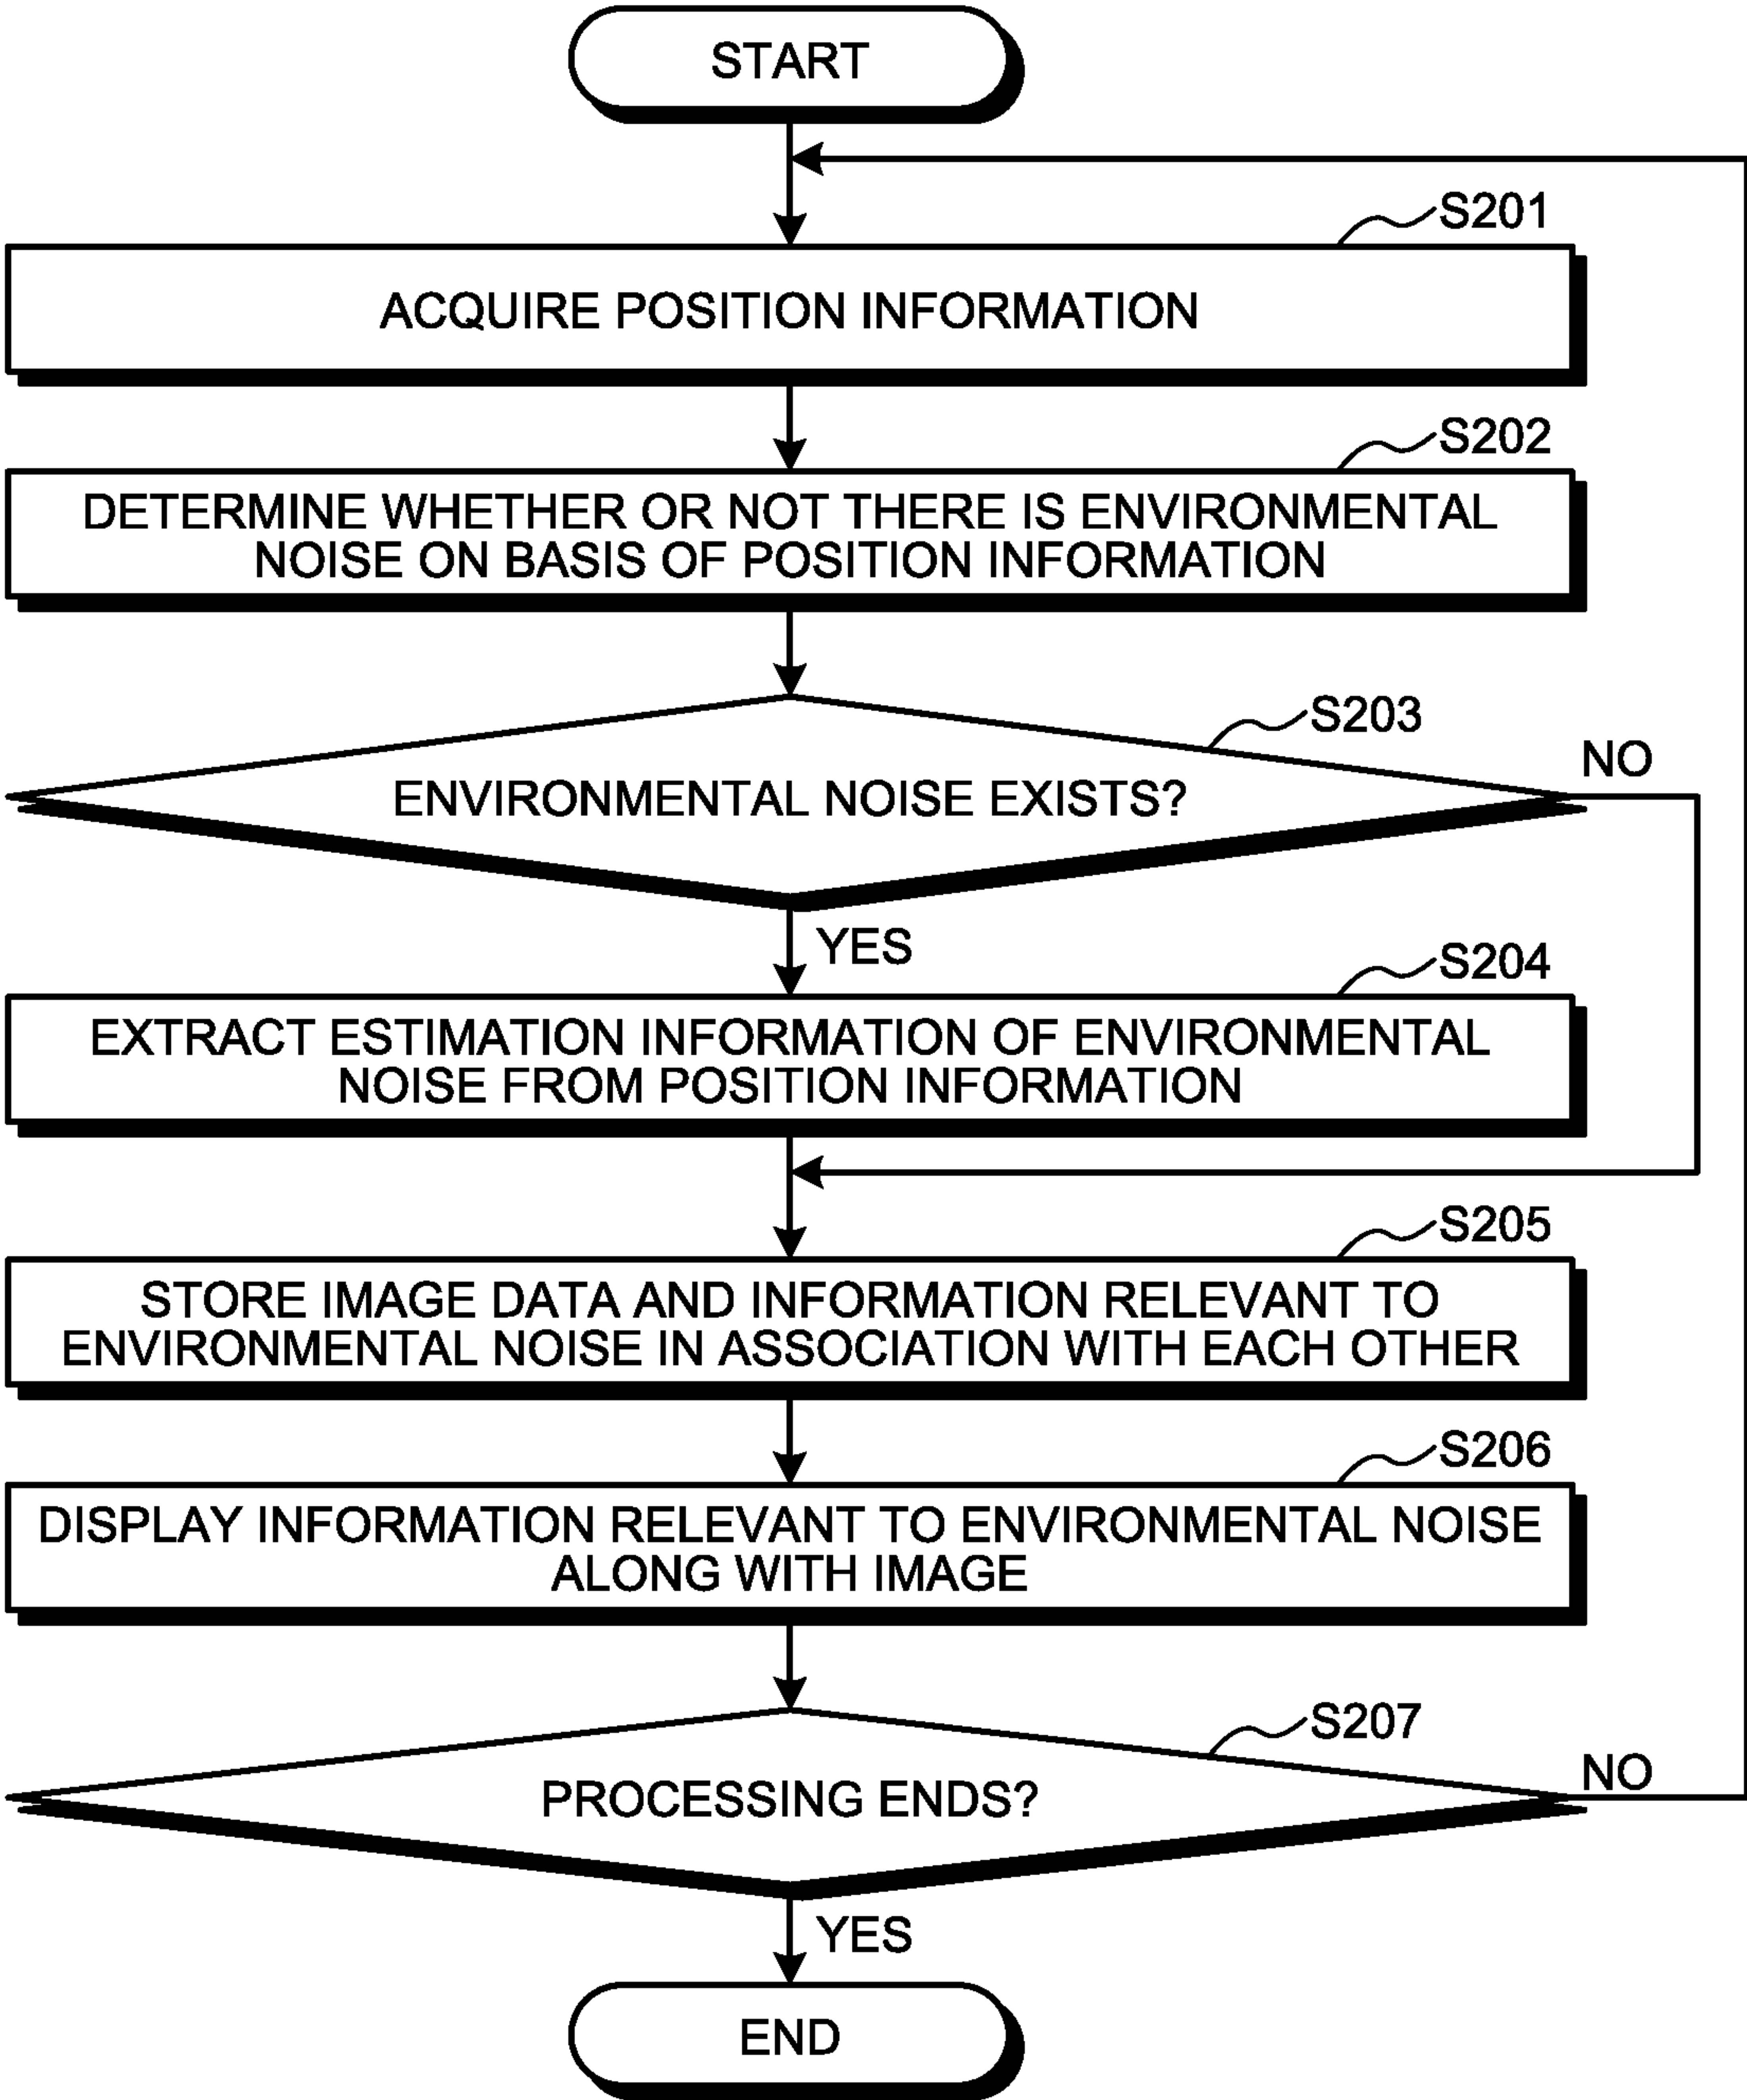 START
S201
ACQUIRE POSITION INFORMATION
S202
DETERMINE WHETHER OR NOT THERE IS ENVIRONMENTAL
NOISE ON BASIS OF POSITION INFORMATION
S203
NO
ENVIRONMENTAL NOISE EXISTS?
YES
S204
EXTRACT ESTIMATION INFORMATION OF ENVIRONMENTAL
NOISE FROM POSITION INFORMATION
S205
STORE IMAGE DATA AND INFORMATION RELEVANT TO
ENVIRONMENTAL NOISE IN ASSOCIATION WITH EACH OTHER
S206
DISPLAY INFORMATION RELEVANT TO ENVIRONMENTAL NOISE
ALONG WITH IMAGE
S207
NO
PROCESSING ENDS?
YES
END